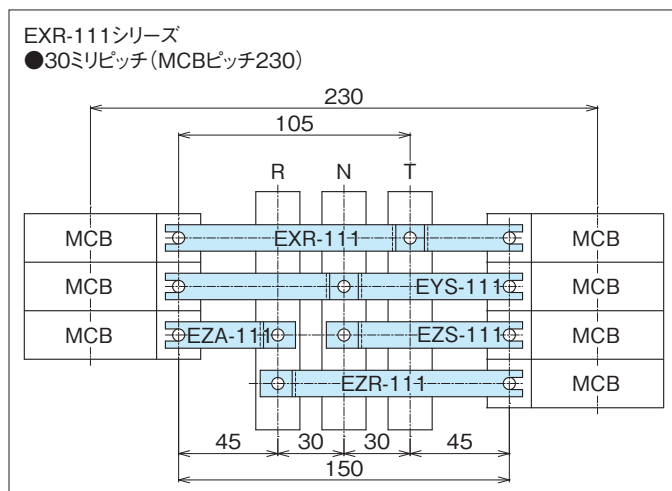 EXR-111シリーズ
●30ミリピッチ（MCBピッチ230）
230
105
R N T
MCB EXR-111 MCB
MCB EYS-111 MCB
MCB EZA-111 EZS-111 MCB
EZR-111 MCB
45 30 30 45
150